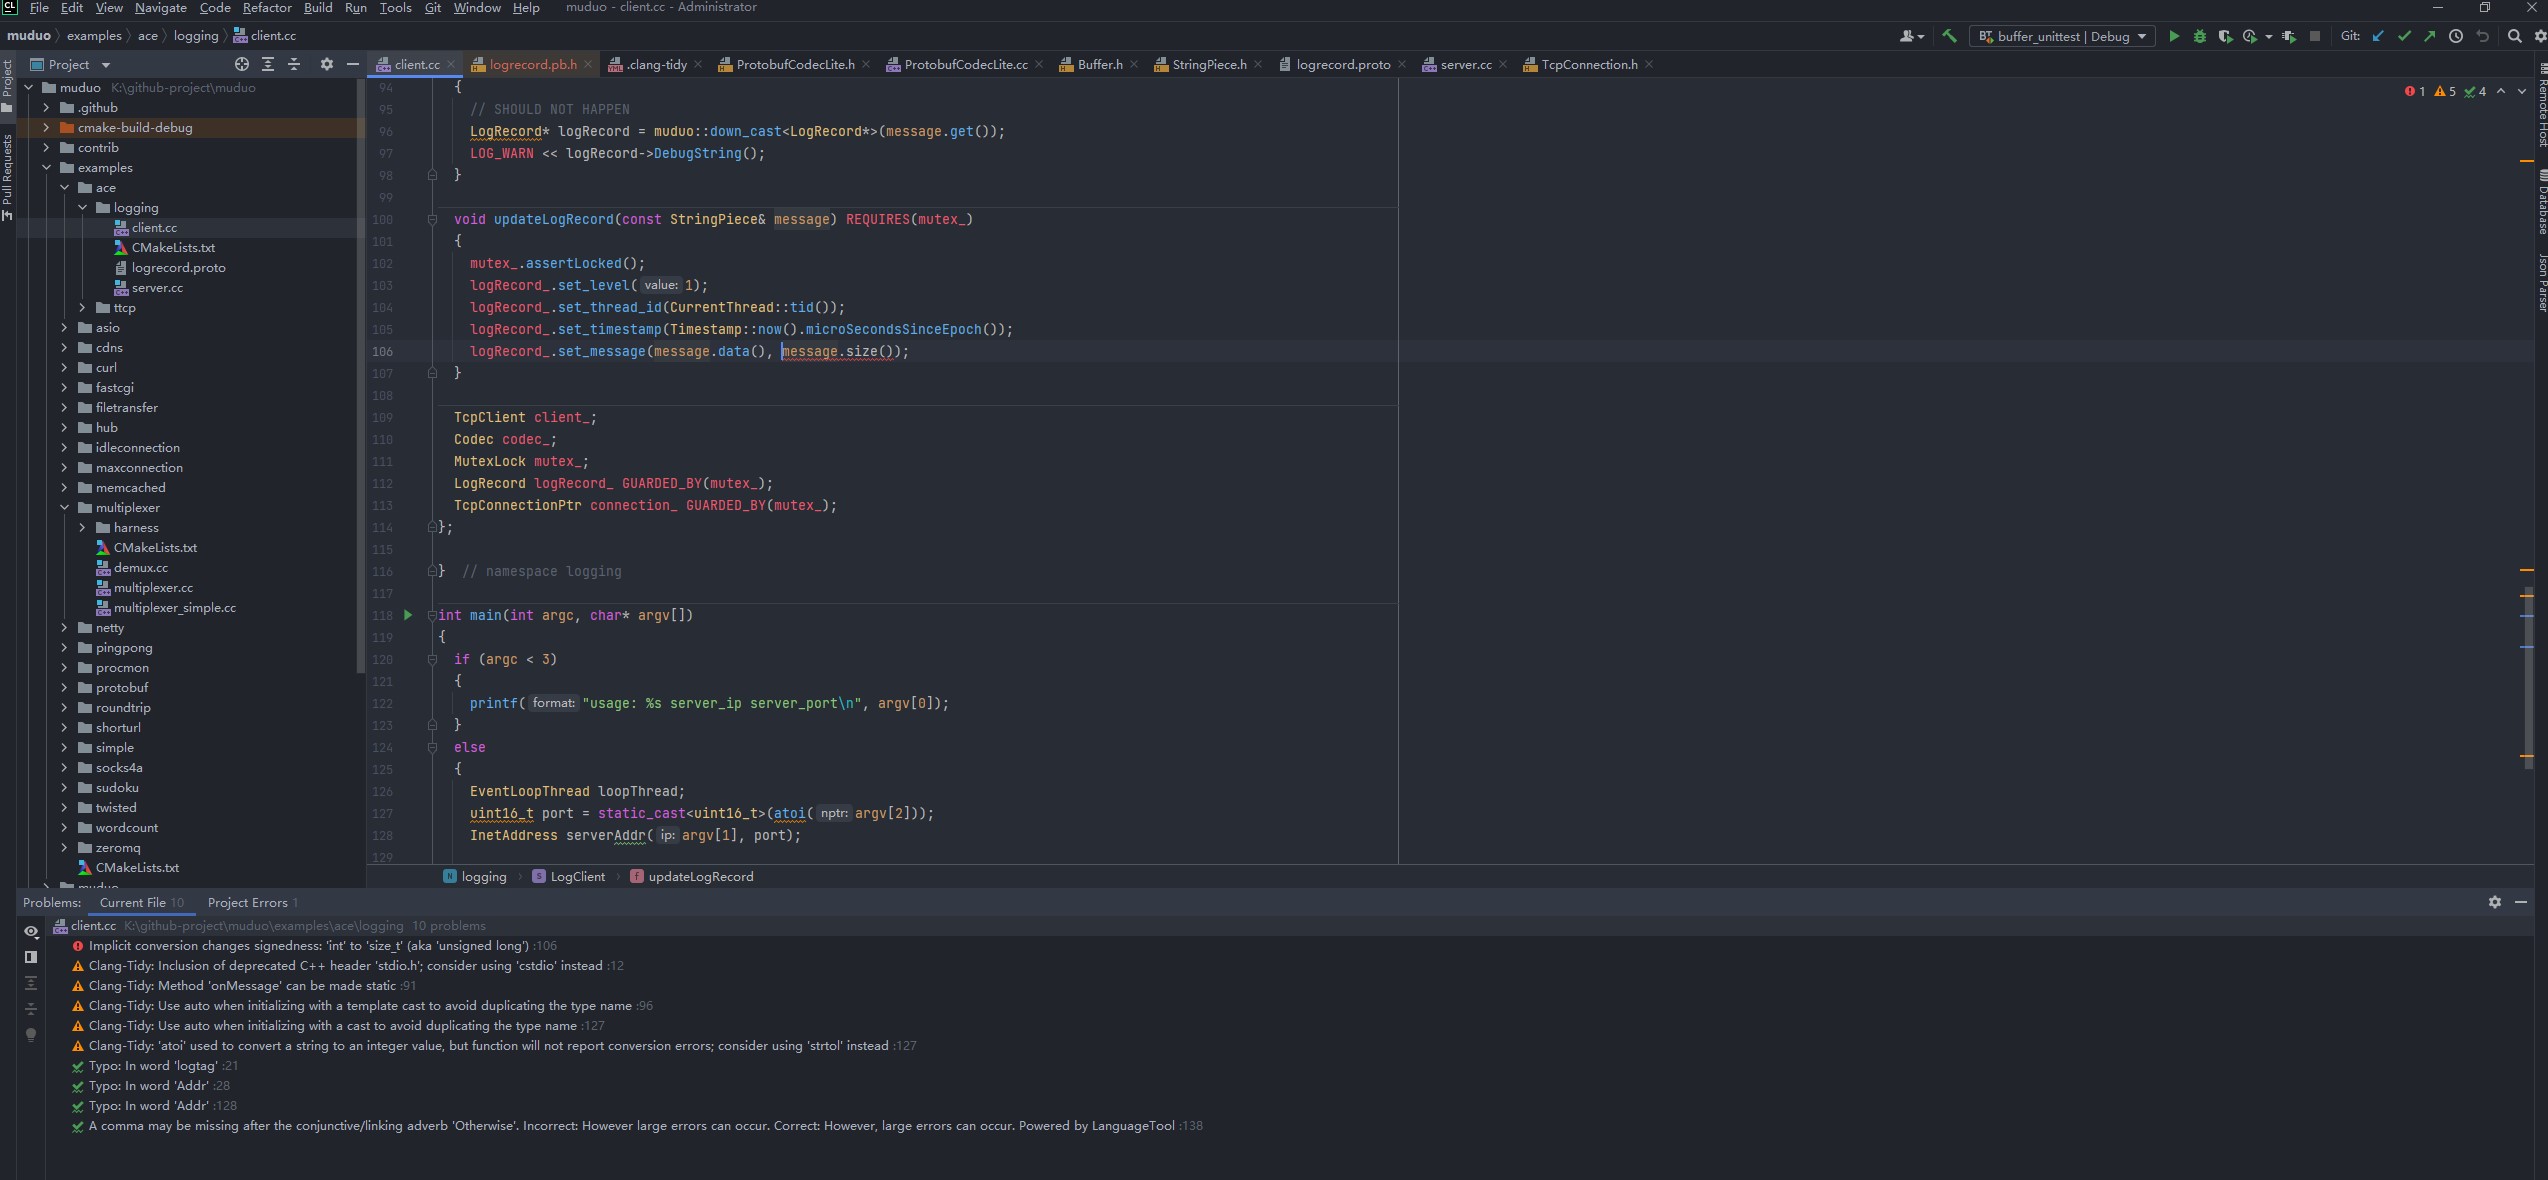 CL File Edit View Navigate Code Refactor Build Run Tools Git Window Help muduo - client.cc - Administrator
muduo examples ace logging client.cc buffer_unittest | Debug Git:
Project
client.cc logrecord.pb.h .clang-tidy ProtobufCodecLite.h ProtobufCodecLite.cc Buffer.h StringPiece.h logrecord.proto server.cc TcpConnection.h
Project
Pull Requests
muduo K:\github-project\muduo
.github
cmake-build-debug
contrib
examples
ace
logging
client.cc
CMakeLists.txt
logrecord.proto
server.cc
ttcp
asio
cdns
curl
fastcgi
filetransfer
hub
idleconnection
maxconnection
memcached
multiplexer
harness
CMakeLists.txt
demux.cc
multiplexer.cc
multiplexer_simple.cc
netty
pingpong
procmon
protobuf
roundtrip
shorturl
simple
socks4a
sudoku
twisted
wordcount
zeromq
CMakeLists.txt
muduo
1 5 4
94 {
95 // SHOULD NOT HAPPEN
96 LogRecord* logRecord = muduo::down_cast<LogRecord*>(message.get());
97 LOG_WARN << logRecord->DebugString();
98 }
99
100 void updateLogRecord(const StringPiece& message) REQUIRES(mutex_)
101 {
102 mutex_.assertLocked();
103 logRecord_.set_level( value: 1);
104 logRecord_.set_thread_id(CurrentThread::tid());
105 logRecord_.set_timestamp(Timestamp::now().microSecondsSinceEpoch());
106 logRecord_.set_message(message.data(), message.size());
107 }
108
109 TcpClient client_;
110 Codec codec_;
111 MutexLock mutex_;
112 LogRecord logRecord_ GUARDED_BY(mutex_);
113 TcpConnectionPtr connection_ GUARDED_BY(mutex_);
114 };
115
116 } // namespace logging
117
118 int main(int argc, char* argv[])
119 {
120 if (argc < 3)
121 {
122 printf( format: "usage: %s server_ip server_port\n", argv[0]);
123 }
124 else
125 {
126 EventLoopThread loopThread;
127 uint16_t port = static_cast<uint16_t>(atoi( nptr: argv[2]));
128 InetAddress serverAddr( ip: argv[1], port);
129
Remote Host
Database
Json Parser
logging LogClient updateLogRecord
Problems: Current File 10 Project Errors 1
client.cc K:\github-project\muduo\examples\ace\logging 10 problems
Implicit conversion changes signedness: 'int' to 'size_t' (aka 'unsigned long') :106
Clang-Tidy: Inclusion of deprecated C++ header 'stdio.h'; consider using 'cstdio' instead :12
Clang-Tidy: Method 'onMessage' can be made static :91
Clang-Tidy: Use auto when initializing with a template cast to avoid duplicating the type name :96
Clang-Tidy: Use auto when initializing with a cast to avoid duplicating the type name :127
Clang-Tidy: 'atoi' used to convert a string to an integer value, but function will not report conversion errors; consider using 'strtol' instead :127
Typo: In word 'logtag' :21
Typo: In word 'Addr' :28
Typo: In word 'Addr' :128
A comma may be missing after the conjunctive/linking adverb 'Otherwise'. Incorrect: However large errors can occur. Correct: However, large errors can occur. Powered by LanguageTool :138